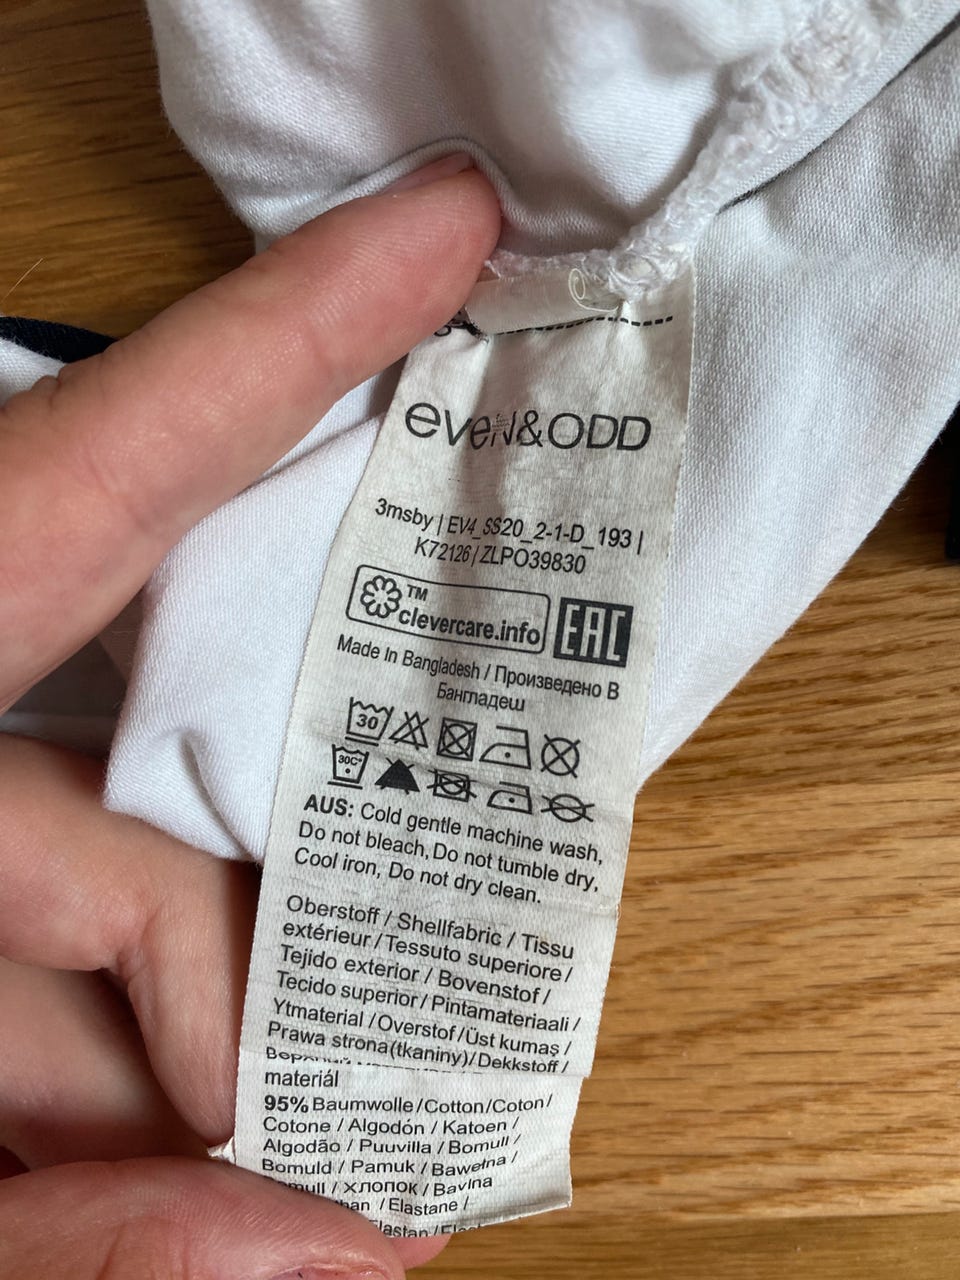 even&ODD
3msby | EV4_SS20_2-1-D_193 |
K72126 / ZLPO39830
TM
clevercare.info
EAC
Made In Bangladesh / Произведено В
Бангладеш
30
30C°
AUS: Cold gentle machine wash,
Do not bleach, Do not tumble dry,
Cool iron, Do not dry clean.
Oberstoff / Shellfabric / Tissu
extérieur / Tessuto superiore /
Tejido exterior / Bovenstof /
Tecido superior / Pintamateriaali /
Ytmaterial / Overstof / Üst kumaş /
Prawa strona(tkaniny) / Dekkstoff /
materiál
95% Baumwolle / Cotton / Coton /
Cotone / Algodón / Katoen /
Algodão / Puuvilla / Bomull /
Bomuld / Pamuk / Bawełna /
/ хлопок / Bavlna
/ Elastane /